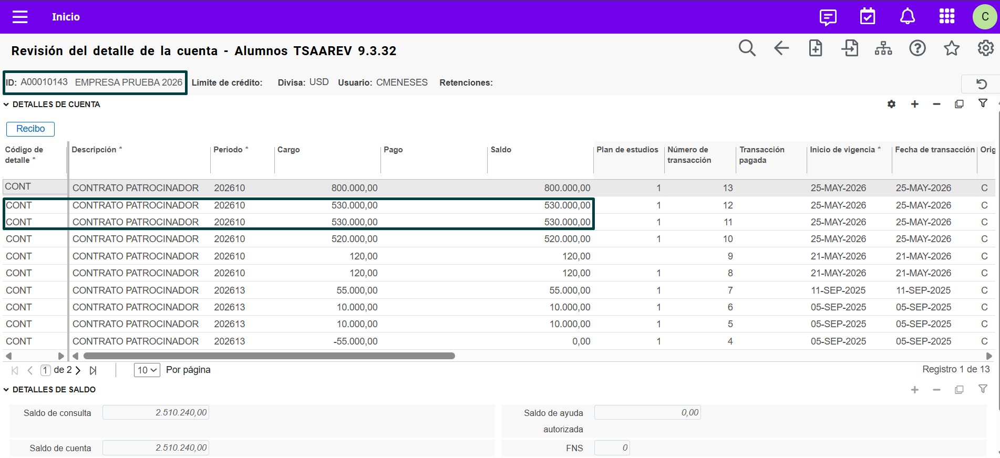 Inicio
C
Revisión del detalle de la cuenta - Alumnos TSAAREV 9.3.32
ID: A00010143 EMPRESA PRUEBA 2026 Límite de crédito: Divisa: USD Usuario: CMENESES Retenciones:
DETALLES DE CUENTA
Recibo
Código de detalle * Descripción * Periodo * Cargo Pago Saldo Plan de estudios Número de transacción Transacción pagada Inicio de vigencia * Fecha de transacción Orig
CONT CONTRATO PATROCINADOR 202610 800.000,00 800.000,00 1 13 25-MAY-2026 25-MAY-2026 C
CONT CONTRATO PATROCINADOR 202610 530.000,00 530.000,00 1 12 25-MAY-2026 25-MAY-2026 C
CONT CONTRATO PATROCINADOR 202610 530.000,00 530.000,00 1 11 25-MAY-2026 25-MAY-2026 C
CONT CONTRATO PATROCINADOR 202610 520.000,00 520.000,00 1 10 25-MAY-2026 25-MAY-2026 C
CONT CONTRATO PATROCINADOR 202610 120,00 120,00 9 21-MAY-2026 21-MAY-2026 C
CONT CONTRATO PATROCINADOR 202610 120,00 120,00 1 8 21-MAY-2026 21-MAY-2026 C
CONT CONTRATO PATROCINADOR 202613 55.000,00 55.000,00 1 7 11-SEP-2025 11-SEP-2025 C
CONT CONTRATO PATROCINADOR 202613 10.000,00 10.000,00 1 6 05-SEP-2025 05-SEP-2025 C
CONT CONTRATO PATROCINADOR 202613 10.000,00 10.000,00 1 5 05-SEP-2025 05-SEP-2025 C
CONT CONTRATO PATROCINADOR 202613 -55.000,00 0,00 1 4 05-SEP-2025 05-SEP-2025 C
1 de 2 10 Por página Registro 1 de 13
DETALLES DE SALDO
Saldo de consulta 2.510.240,00 Saldo de ayuda autorizada 0,00
Saldo de cuenta 2.510.240,00 FNS 0